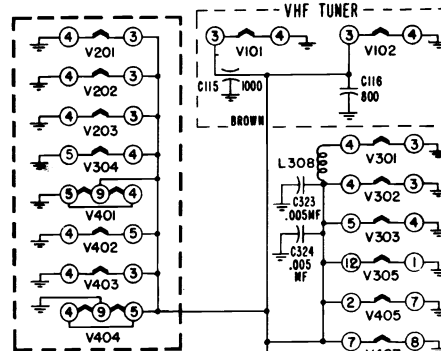 VHF TUNER
4 3
V201
4 3
V202
4 3
V203
5 4
V304
5 9 4
V401
4 5
V402
4 3
V403
4 9 5
V404
3 4
V101
3 4
V102
C115 1000
C116
800
BROWN
L308
4 3
V301
C323
.005MF
4 3
V302
C324
.005
MF
5 4
V303
12 1
V305
2 7
V405
7 8